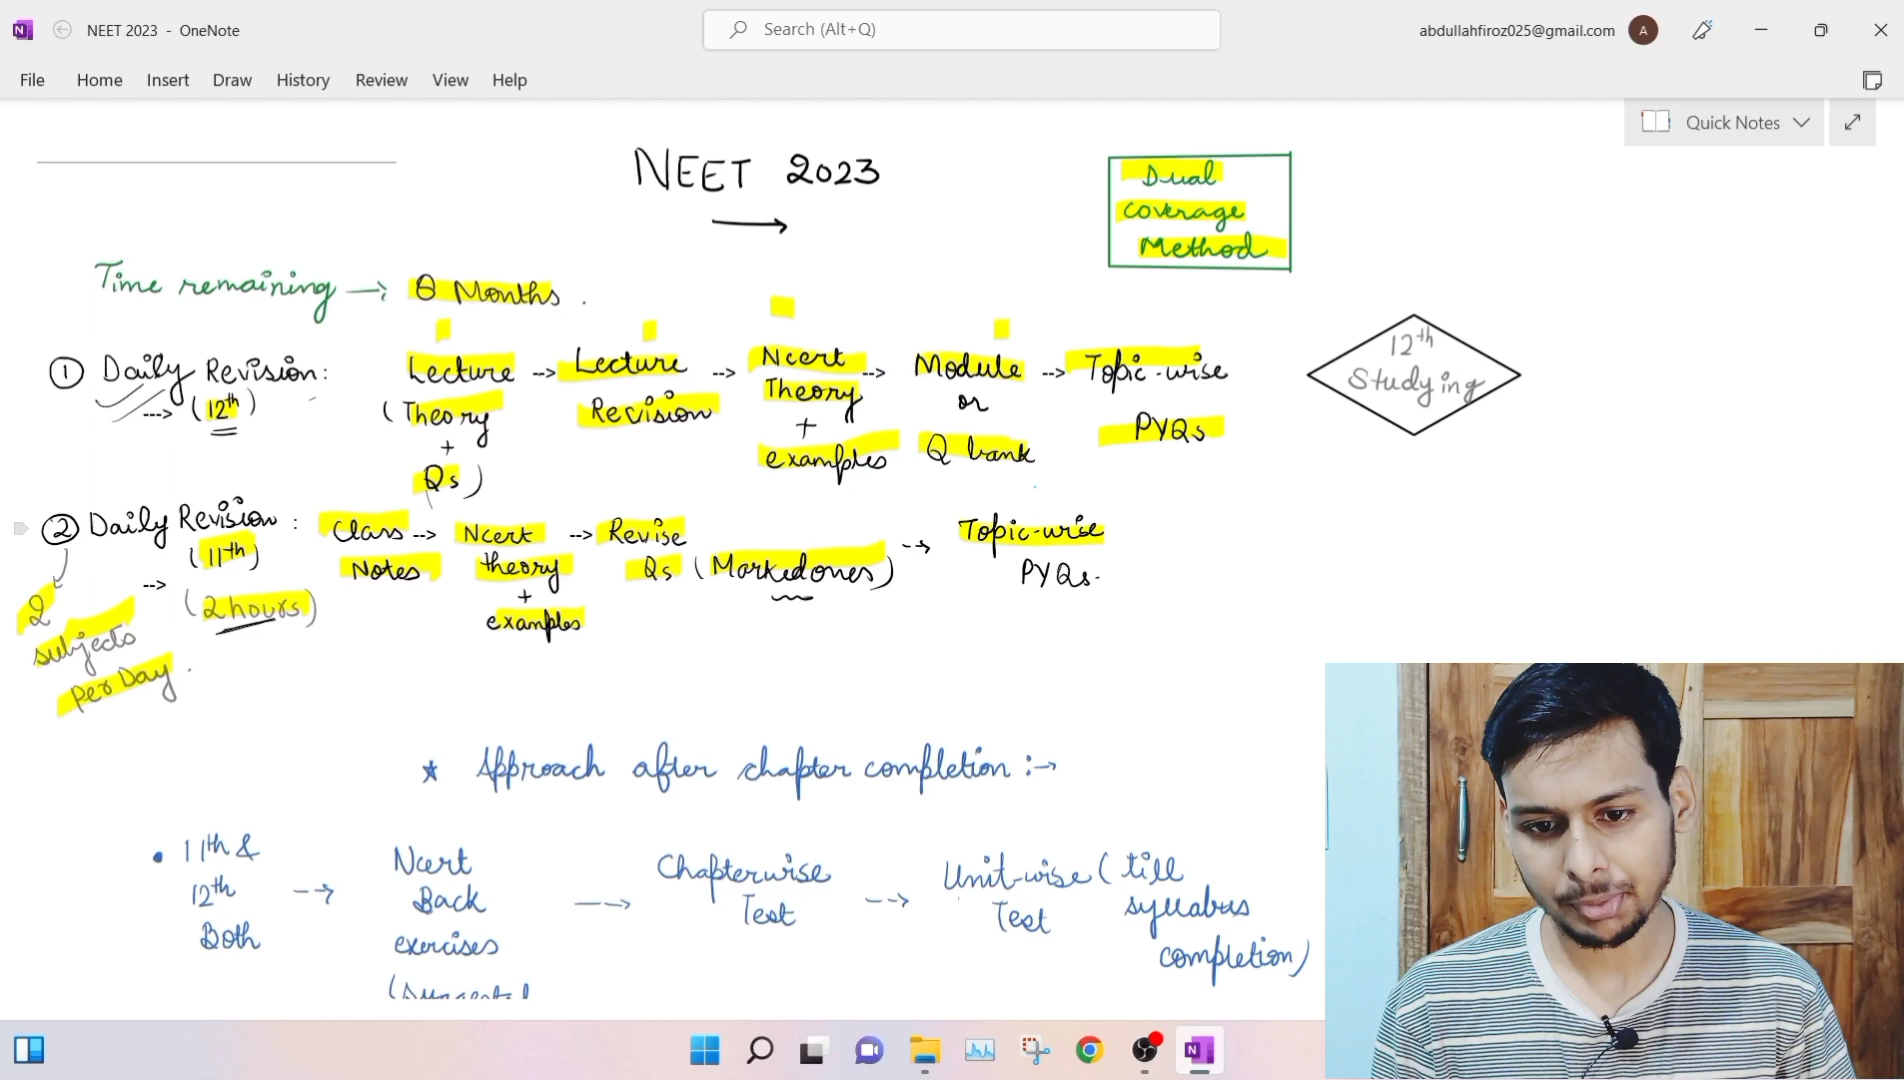 NEET 2023 - OneNote
Search (Alt+Q)
abdullahfiroz025@gmail.com
A
File Home Insert Draw History Review View Help
Quick Notes
NEET 2023
Dual
coverage
Method
Time remaining → 8 Months.
① Daily Revision: (12th)
Lecture (Theory + Qs) --> Lecture Revision --> Ncert Theory + examples --> Module or Q bank --> Topic-wise PYQs
12th
Studying
② Daily Revision: (11th) --> (2 hours)
2 subjects per Day.
Class Notes --> Ncert theory + examples --> Revise Qs (Marked ones) --> Topic-wise PYQs.
★ Approach after chapter completion :→
• 11th & 12th Both --> Ncert Back exercises --> Chapterwise Test --> Unit-wise Test (till syllabus completion)